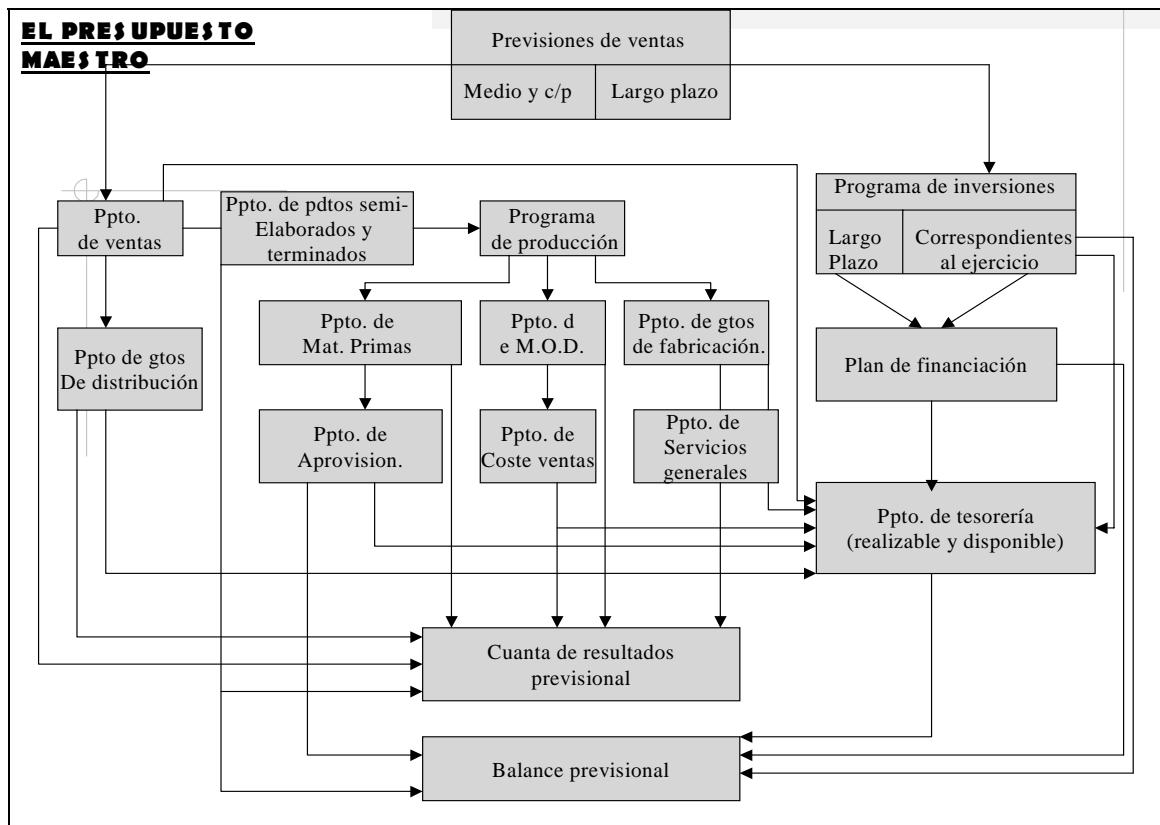 EL PRESUPUESTO
MAESTRO
Previsiones de ventas
Medio y c/p
Largo plazo
Programa de inversiones
Largo
Plazo
Correspondientes
al ejercicio
Ppto.
de ventas
Ppto. de pdtos semi-
Elaborados y
terminados
Programa
de producción
Ppto. de
Mat. Primas
Ppto. d
e M.O.D.
Ppto. de gtos
de fabricación.
Ppto de gtos
De distribución
Plan de financiación
Ppto. de
Aprovision.
Ppto. de
Coste ventas
Ppto. de
Servicios
generales
Ppto. de tesorería
(realizable y disponible)
Cuanta de resultados
previsional
Balance previsional